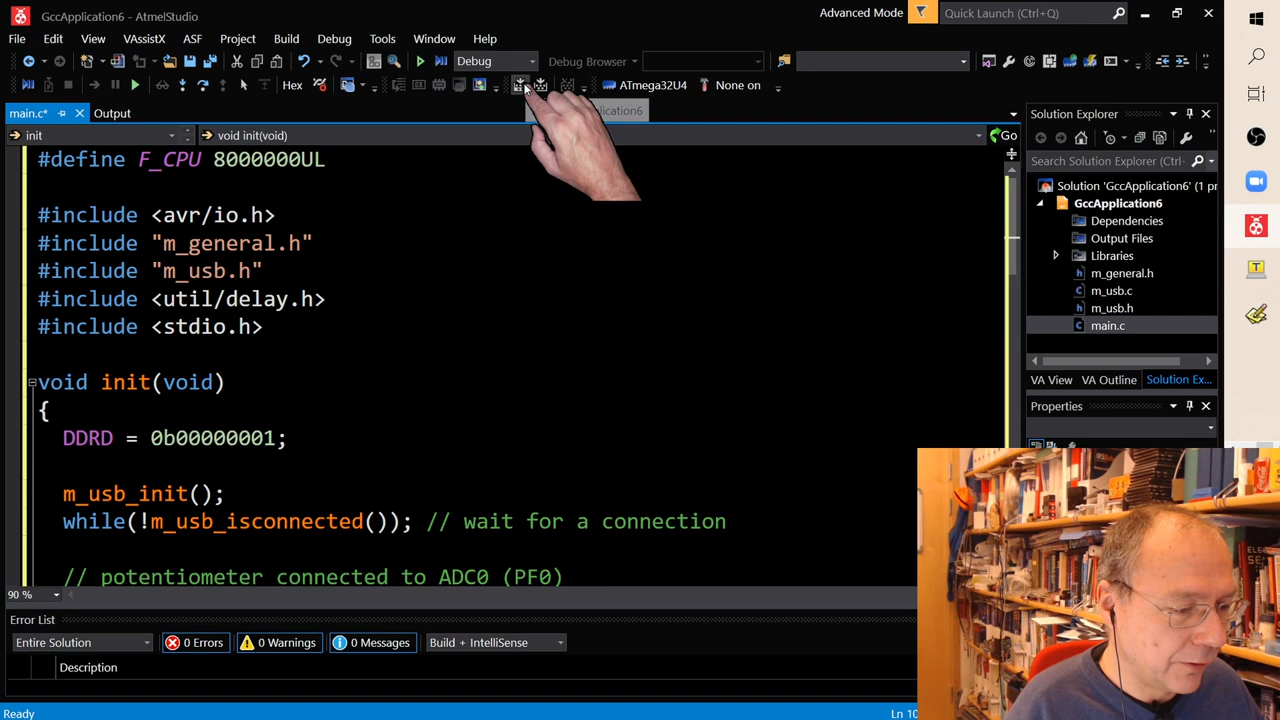 GccApplication6 - AtmelStudio
Advanced Mode
Quick Launch (Ctrl+Q)
File Edit View VAssistX ASF Project Build Debug Tools Window Help
Debug
Debug Browser
Hex
ATmega32U4
None on
main.c*
Output
init
void init(void)
Go
#define F_CPU 8000000UL
#include <avr/io.h>
#include "m_general.h"
#include "m_usb.h"
#include <util/delay.h>
#include <stdio.h>
void init(void)
{
DDRD = 0b00000001;
m_usb_init();
while(!m_usb_isconnected()); // wait for a connection
// potentiometer connected to ADC0 (PF0)
90 %
Error List
Entire Solution
0 Errors
0 Warnings
0 Messages
Build + IntelliSense
Description
Ready
Ln 10
Solution Explorer
Search Solution Explorer (Ctrl-
Solution 'GccApplication6' (1 pr
GccApplication6
Dependencies
Output Files
Libraries
m_general.h
m_usb.c
m_usb.h
main.c
VA View
VA Outline
Solution Ex...
Properties